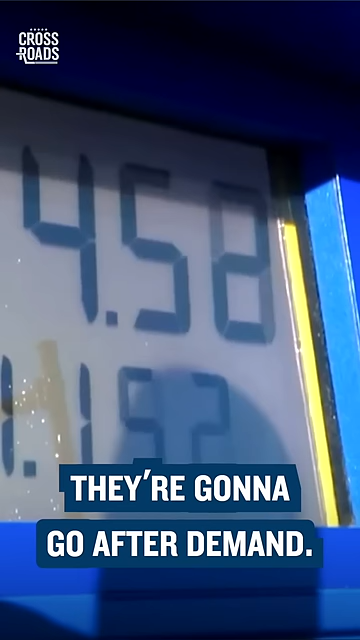 CROSS
ROADS
4.58
THEY'RE GONNA
GO AFTER DEMAND.